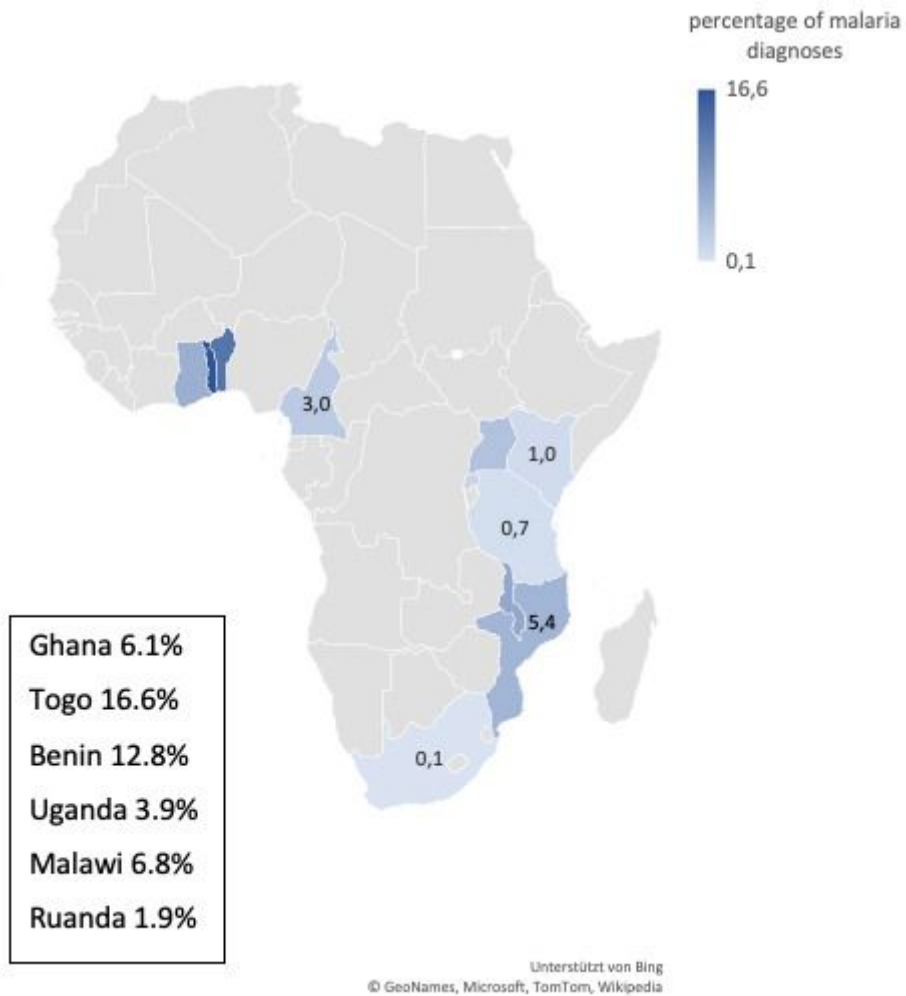 percentage of malaria
diagnoses
16,6
0,1
3,0
1,0
0,7
5,4
0,1
Ghana 6.1%
Togo 16.6%
Benin 12.8%
Uganda 3.9%
Malawi 6.8%
Ruanda 1.9%
Unterstützt von Bing
© GeoNames, Microsoft, TomTom, Wikipedia